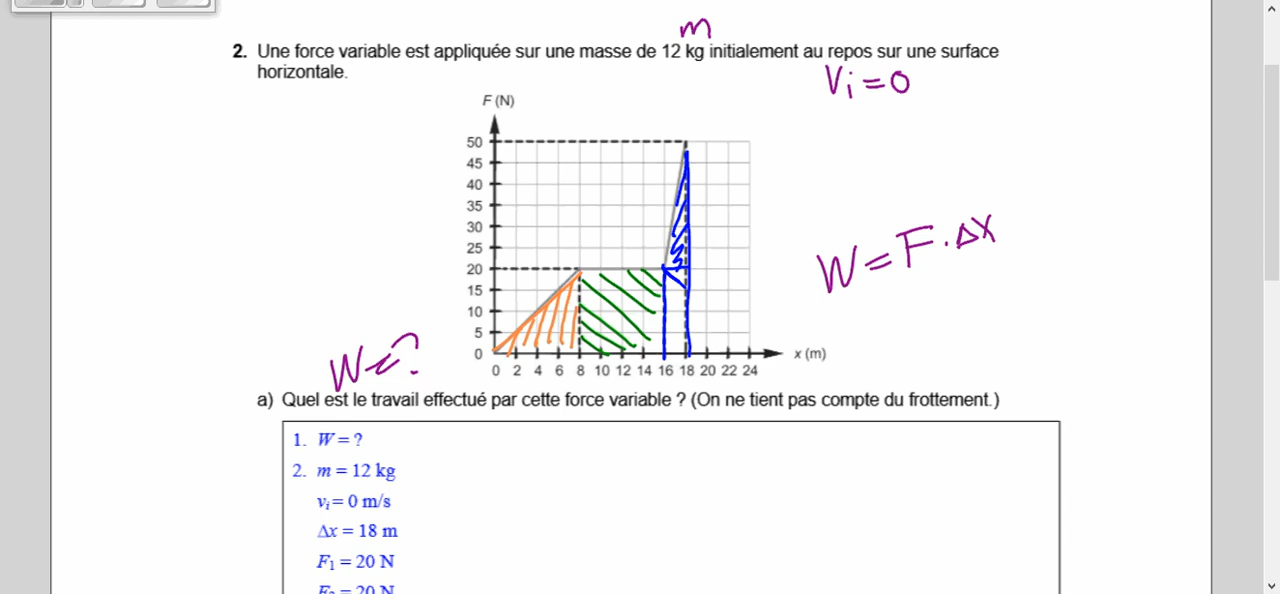 m
2. Une force variable est appliquée sur une masse de 12 kg initialement au repos sur une surface
horizontale.
Vi=0
F (N)
50
45
40
35
30
25
20
15
10
5
0
0 2 4 6 8 10 12 14 16 18 20 22 24
x (m)
W=F.ΔX
W=?
a) Quel est le travail effectué par cette force variable ? (On ne tient pas compte du frottement.)
1. W = ?
2. m = 12 kg
vi = 0 m/s
Δx = 18 m
F1 = 20 N
F2 = 20 N